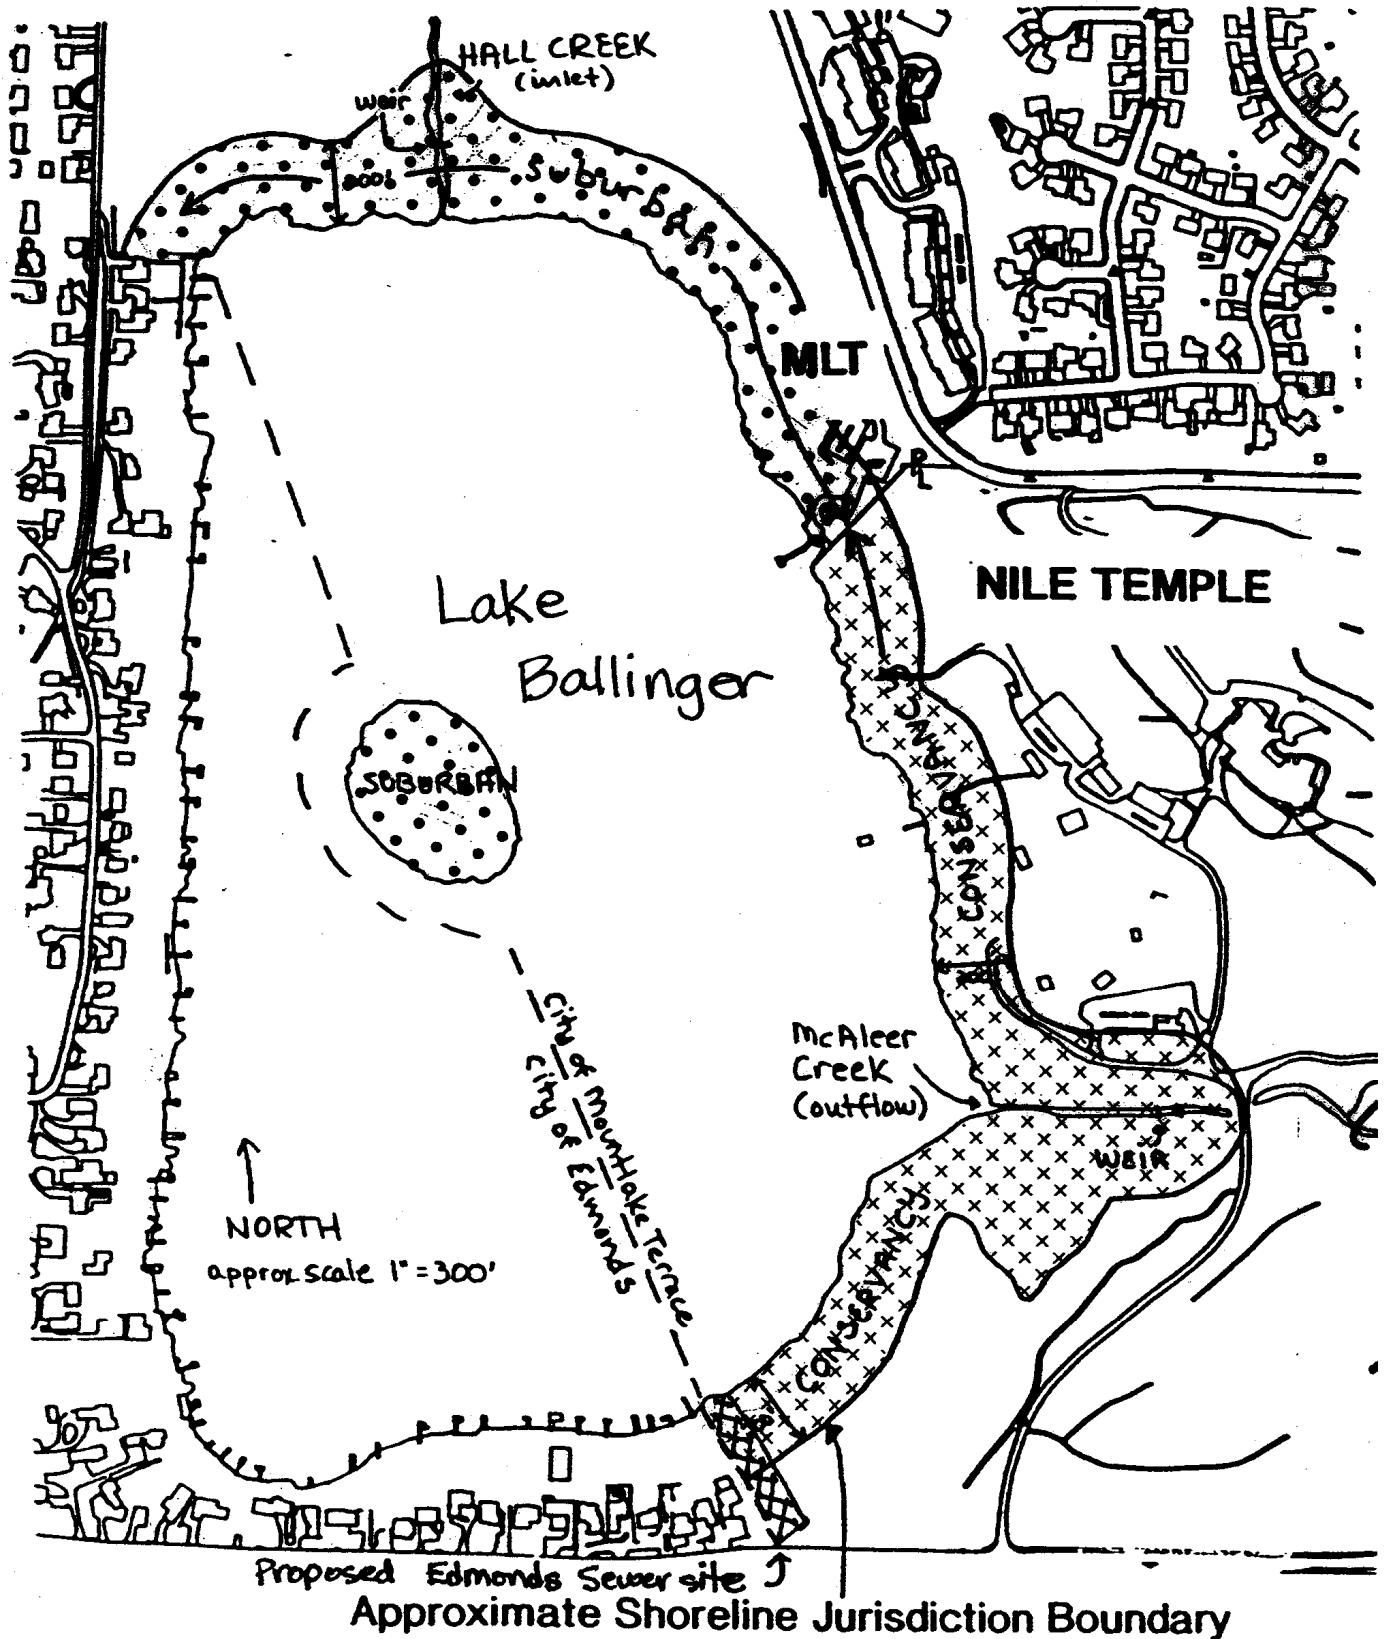 HALL CREEK
(inlet)
weir
suburban
MLT
P
L
NILE TEMPLE
Lake
Ballinger
SUBURBAN
CONSERVANCY
City of Mountlake Terrace
City of Edmonds
McAleer
Creek
(outflow)
WEIR
NORTH
approx scale 1" = 300'
CONSERVANCY
Proposed Edmonds Sewer site
Approximate Shoreline Jurisdiction Boundary